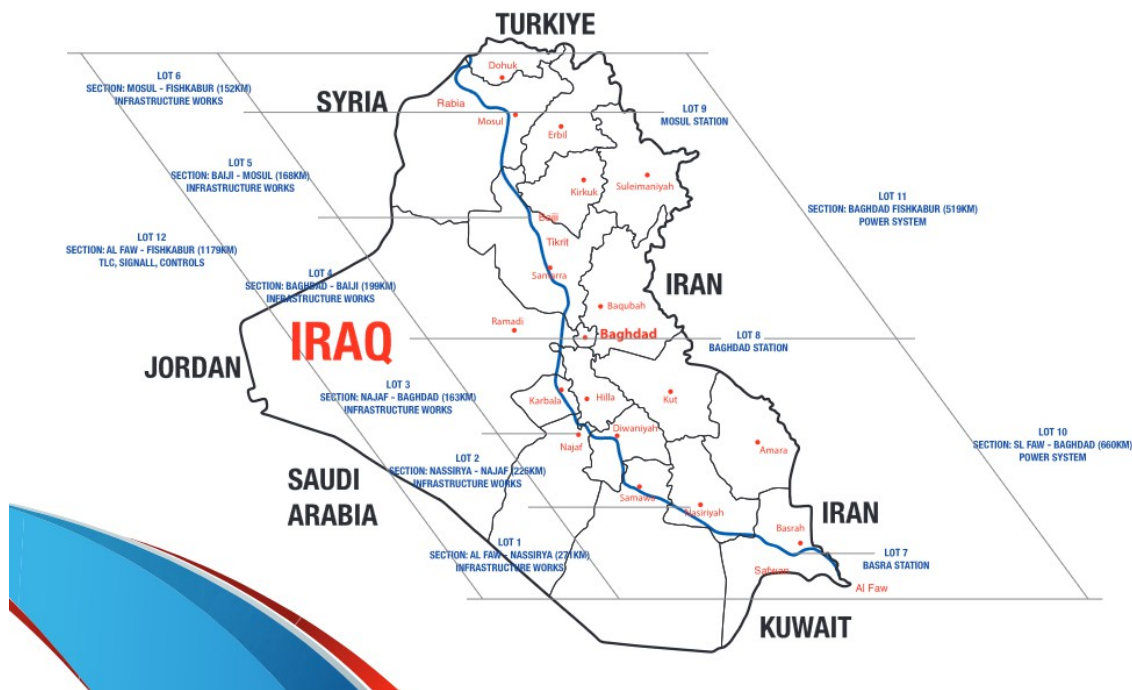 TURKIYE
LOT 6
SECTION: MOSUL - FISHKABUR (152KM)
INFRASTRUCTURE WORKS
SYRIA
Dohuk
Rabia
Mosul
Erbil
LOT 9
MOSUL STATION
LOT 5
SECTION: BAIJI - MOSUL (168KM)
INFRASTRUCTURE WORKS
Kirkuk
Suleimaniyah
LOT 11
SECTION: BAGHDAD FISHKABUR (519KM)
POWER SYSTEM
LOT 12
SECTION: AL FAW - FISHKABUR (1179KM)
TLC, SIGNALL, CONTROLS
Baiji
Tikrit
Samarra
LOT 4
SECTION: BAGHDAD - BAIJI (199KM)
INFRASTRUCTURE WORKS
IRAN
Baqubah
Ramadi
Baghdad
IRAQ
LOT 8
BAGHDAD STATION
JORDAN
LOT 3
SECTION: NAJAF - BAGHDAD (163KM)
INFRASTRUCTURE WORKS
Karbala
Hilla
Kut
Najaf
Diwaniyah
Amara
LOT 10
SECTION: SL FAW - BAGHDAD (660KM)
POWER SYSTEM
LOT 2
SECTION: NASSIRYA - NAJAF (226KM)
INFRASTRUCTURE WORKS
SAUDI
ARABIA
Samawa
Nasiriyah
IRAN
Basrah
LOT 1
SECTION: AL FAW - NASSIRYA (271KM)
INFRASTRUCTURE WORKS
LOT 7
BASRA STATION
Safwan
Al Faw
KUWAIT